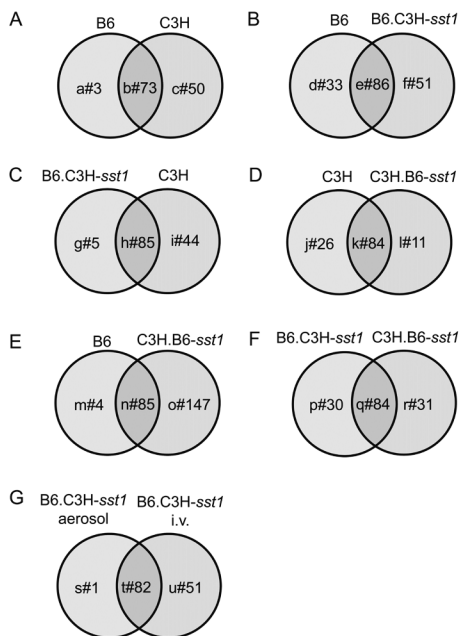 A
B6 C3H
a#3 b#73 c#50
B
B6 B6.C3H-sst1
d#33 e#86 f#51
C
B6.C3H-sst1 C3H
g#5 h#85 i#44
D
C3H C3H.B6-sst1
j#26 k#84 l#11
E
B6 C3H.B6-sst1
m#4 n#85 o#147
F
B6.C3H-sst1 C3H.B6-sst1
p#30 q#84 r#31
G
B6.C3H-sst1 B6.C3H-sst1
aerosol i.v.
s#1 t#82 u#51